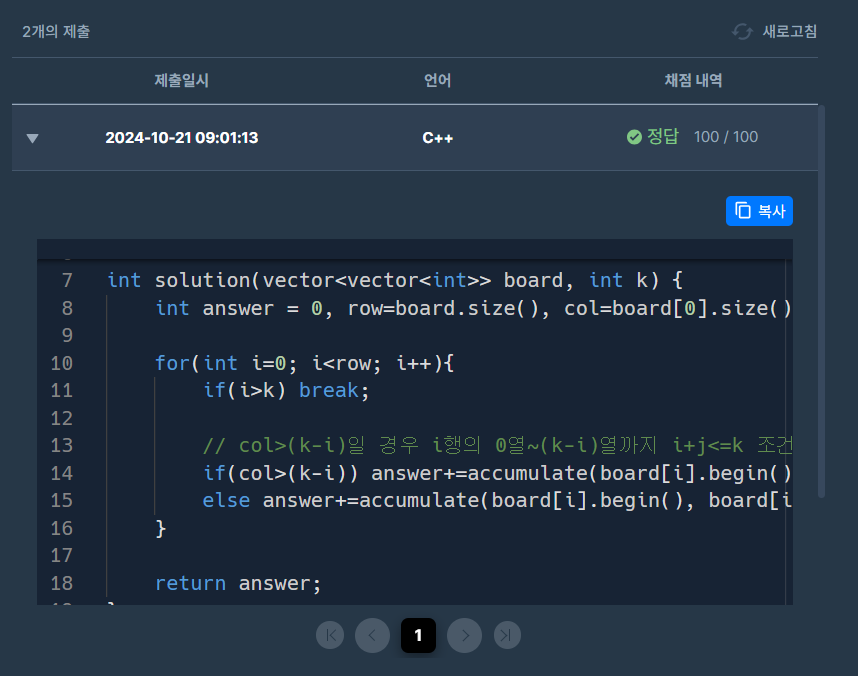 2개의 제출
새로고침
제출일시 언어 채점 내역
2024-10-21 09:01:13 C++ 정답 100 / 100
복사
7 int solution(vector<vector<int>> board, int k) {
8 int answer = 0, row=board.size(), col=board[0].size()
9
10 for(int i=0; i<row; i++){
11 if(i>k) break;
12
13 // col>(k-i)일 경우 i행의 0열~(k-i)열까지 i+j<=k 조건
14 if(col>(k-i)) answer+=accumulate(board[i].begin()
15 else answer+=accumulate(board[i].begin(), board[i
16 }
17
18 return answer;
1